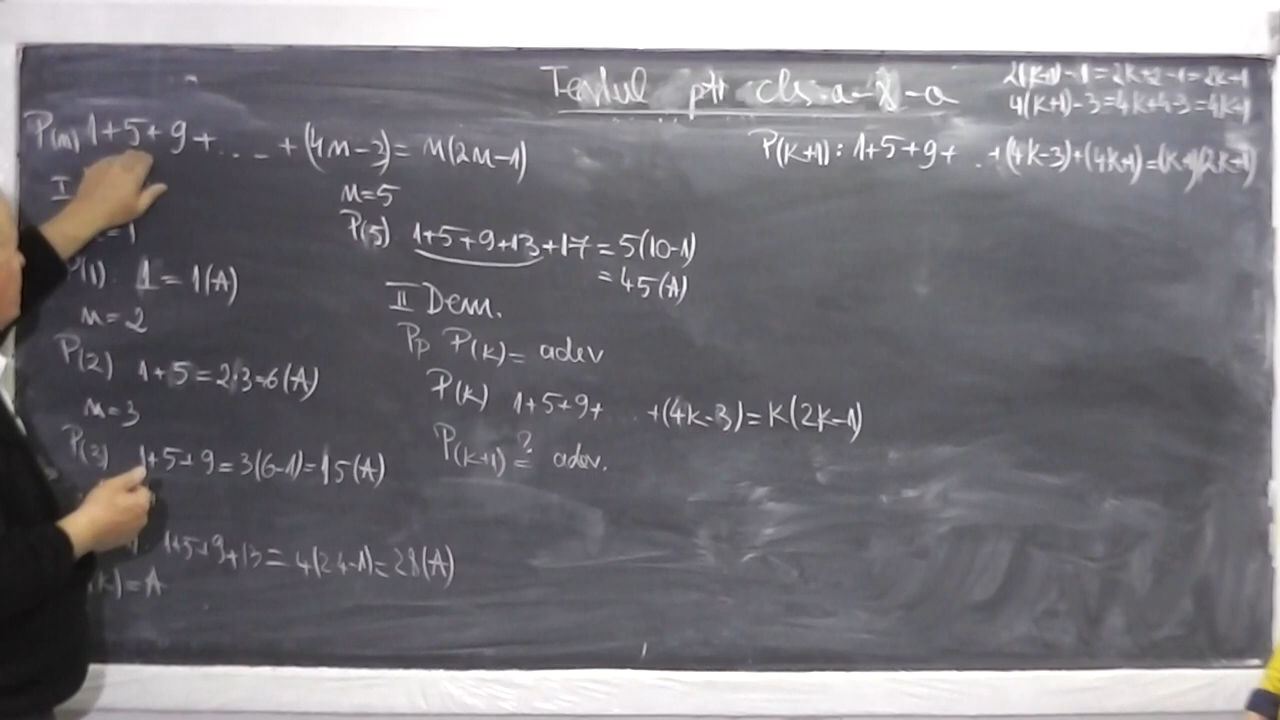 Testul ptr cls. a-X-a
P(n) 1+5+9+....+(4n-3)= n(2n-1)
I
=1
P(1). 1=1(A)
n=2
P(2) 1+5=2·3=6(A)
n=3
P(3) 1+5+9=3(6-1)=15(A)
1+5+9+13=4(24-1)=28(A)
(k)=A
n=5
P(5) 1+5+9+13+17=5(10-1)
=45(A)
II Dem.
Pp P(k)= adev
P(k) 1+5+9+...+(4k-3)=k(2k-1)
P(k+1) ?= adev.
2(k+1)-1=2k+2-1=2k+1
4(k+1)-3=4k+4-3=4k+1
P(k+1): 1+5+9+...+(4k-3)+(4k+1)=(k+1)(2k+1)